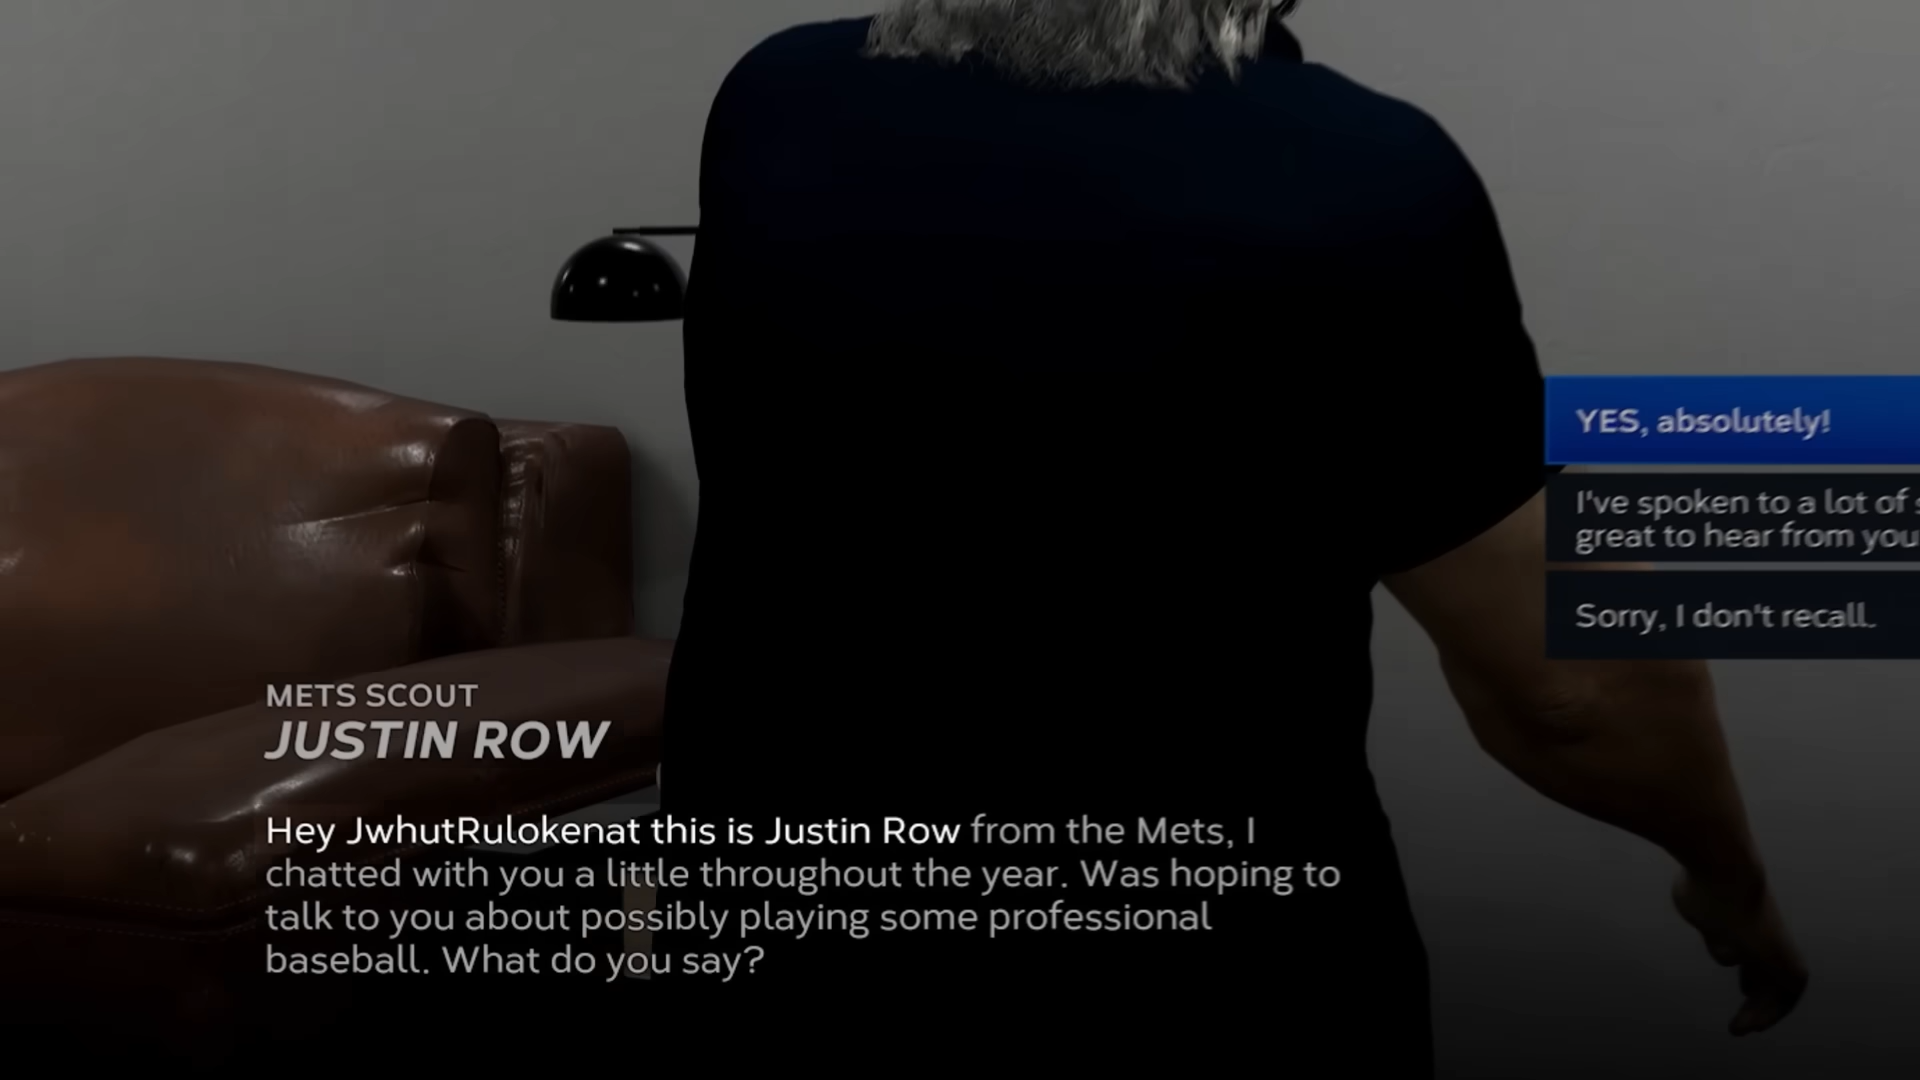 YES, absolutely!
I've spoken to a lot of
great to hear from you
Sorry, I don't recall.
METS SCOUT
JUSTIN ROW
Hey JwhutRulokenat this is Justin Row from the Mets, I
chatted with you a little throughout the year. Was hoping to
talk to you about possibly playing some professional
baseball. What do you say?